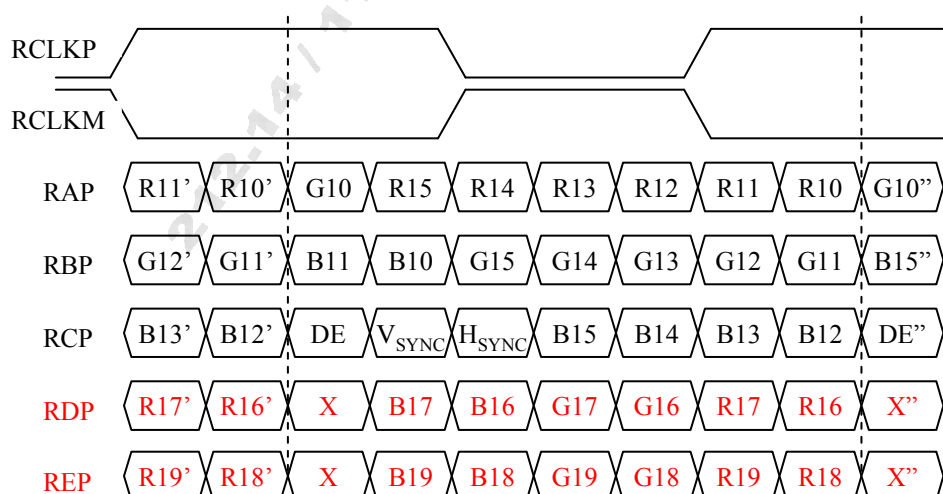 RCLKP
RCLKM
RAP R11’ R10’ G10 R15 R14 R13 R12 R11 R10 G10”
RBP G12’ G11’ B11 B10 G15 G14 G13 G12 G11 B15”
RCP B13’ B12’ DE VSYNC HSYNC B15 B14 B13 B12 DE”
RDP R17’ R16’ X B17 B16 G17 G16 R17 R16 X”
REP R19’ R18’ X B19 B18 G19 G18 R19 R18 X”